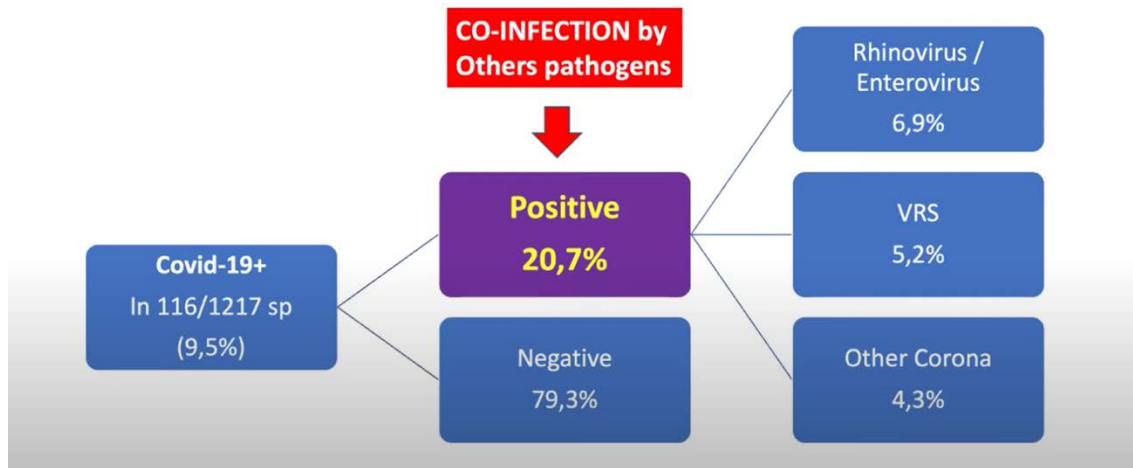 CO-INFECTION by
Others pathogens
Covid-19+
In 116/1217 sp
(9,5%)
Positive
20,7%
Negative
79,3%
Rhinovirus /
Enterovirus
6,9%
VRS
5,2%
Other Corona
4,3%